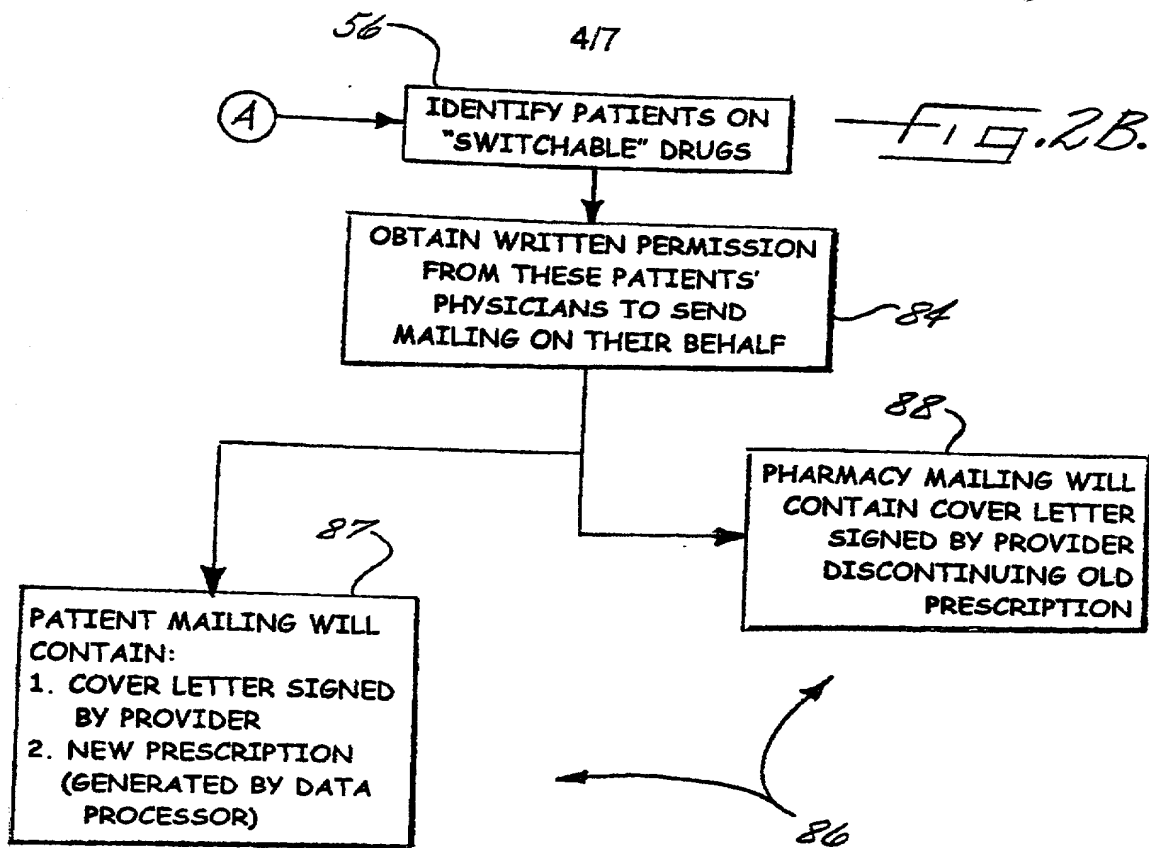 56
4/7
A
IDENTIFY PATIENTS ON
"SWITCHABLE" DRUGS
Fig. 2B.
OBTAIN WRITTEN PERMISSION
FROM THESE PATIENTS'
PHYSICIANS TO SEND
MAILING ON THEIR BEHALF
84
88
PHARMACY MAILING WILL
CONTAIN COVER LETTER
SIGNED BY PROVIDER
DISCONTINUING OLD
PRESCRIPTION
87
PATIENT MAILING WILL
CONTAIN:
1. COVER LETTER SIGNED
BY PROVIDER
2. NEW PRESCRIPTION
(GENERATED BY DATA
PROCESSOR)
86